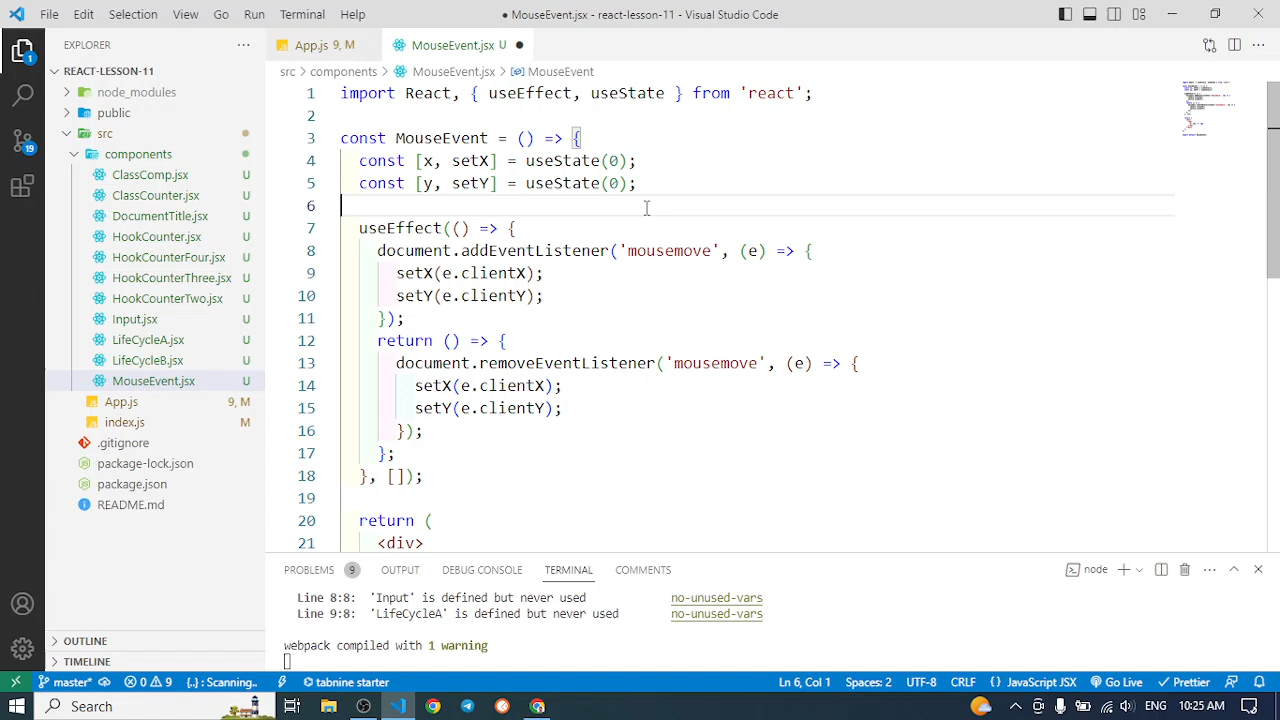 File Edit Selection View Go Run Terminal Help
● MouseEvent.jsx - react-lesson-11 - Visual Studio Code
EXPLORER
App.js 9, M
MouseEvent.jsx U
REACT-LESSON-11
src > components > MouseEvent.jsx > MouseEvent
node_modules
public
src
components
ClassComp.jsx U
ClassCounter.jsx U
DocumentTitle.jsx U
HookCounter.jsx U
HookCounterFour.jsx U
HookCounterThree.jsx U
HookCounterTwo.jsx U
Input.jsx U
LifeCycleA.jsx U
LifeCycleB.jsx U
MouseEvent.jsx U
App.js 9, M
index.js M
.gitignore
package-lock.json
package.json
README.md
OUTLINE
TIMELINE
1 import React, { useEffect, useState } from 'react';
2
3 const MouseEvent = () => {
4 const [x, setX] = useState(0);
5 const [y, setY] = useState(0);
6
7 useEffect(() => {
8 document.addEventListener('mousemove', (e) => {
9 setX(e.clientX);
10 setY(e.clientY);
11 });
12 return () => {
13 document.removeEventListener('mousemove', (e) => {
14 setX(e.clientX);
15 setY(e.clientY);
16 });
17 };
18 }, []);
19
20 return (
21 <div>
PROBLEMS 9 OUTPUT DEBUG CONSOLE TERMINAL COMMENTS
node
Line 8:8: 'Input' is defined but never used no-unused-vars
Line 9:8: 'LifeCycleA' is defined but never used no-unused-vars
webpack compiled with 1 warning
1
19
master* 0 9 {..} : Scanning.. tabnine starter
Ln 6, Col 1 Spaces: 2 UTF-8 CRLF {} JavaScript JSX Go Live Prettier
Search
ENG 10:25 AM